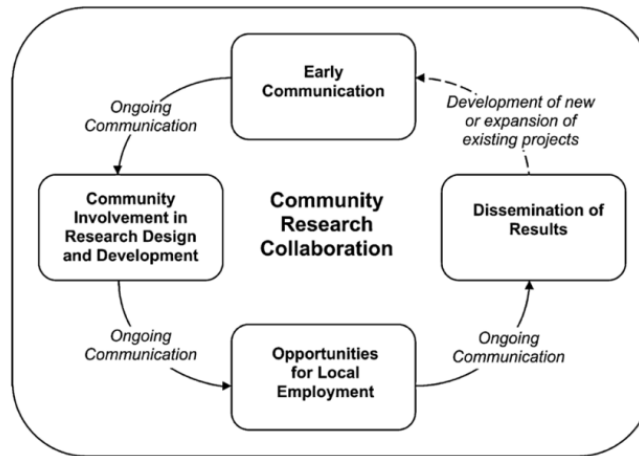 Early
Communication
Ongoing
Communication
Development of new
or expansion of
existing projects
Community
Involvement in
Research Design
and Development
Community
Research
Collaboration
Dissemination of
Results
Ongoing
Communication
Opportunities
for Local
Employment
Ongoing
Communication